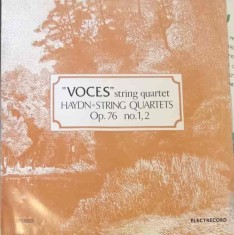 "VOCES" string quartet
HAYDN-STRING QUARTETS
Op. 76 no. 1, 2
ELECTRECORD